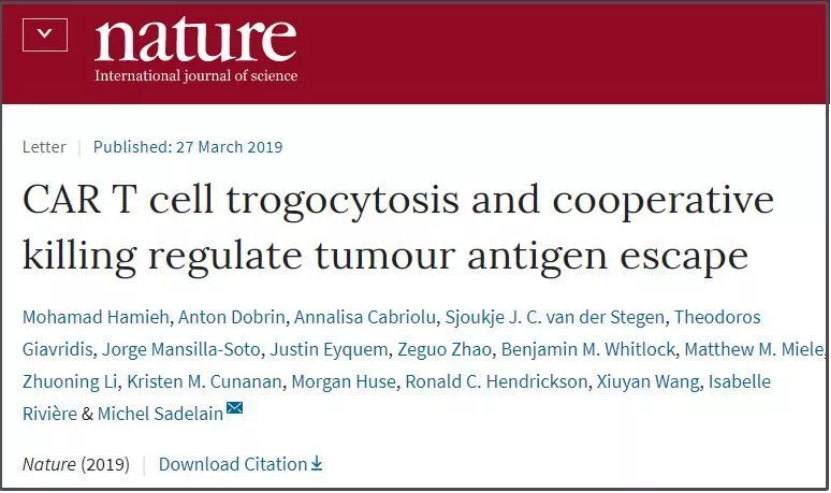 nature
International journal of science
Letter | Published: 27 March 2019
CAR T cell trogocytosis and cooperative
killing regulate tumour antigen escape
Mohamad Hamieh, Anton Dobrin, Annalisa Cabriolu, Sjoukje J. C. van der Stegen, Theodoros
Giavridis, Jorge Mansilla-Soto, Justin Eyquem, Zeguo Zhao, Benjamin M. Whitlock, Matthew M. Miele,
Zhuoning Li, Kristen M. Cunanan, Morgan Huse, Ronald C. Hendrickson, Xiuyan Wang, Isabelle
Rivière & Michel Sadelain
Nature (2019) | Download Citation